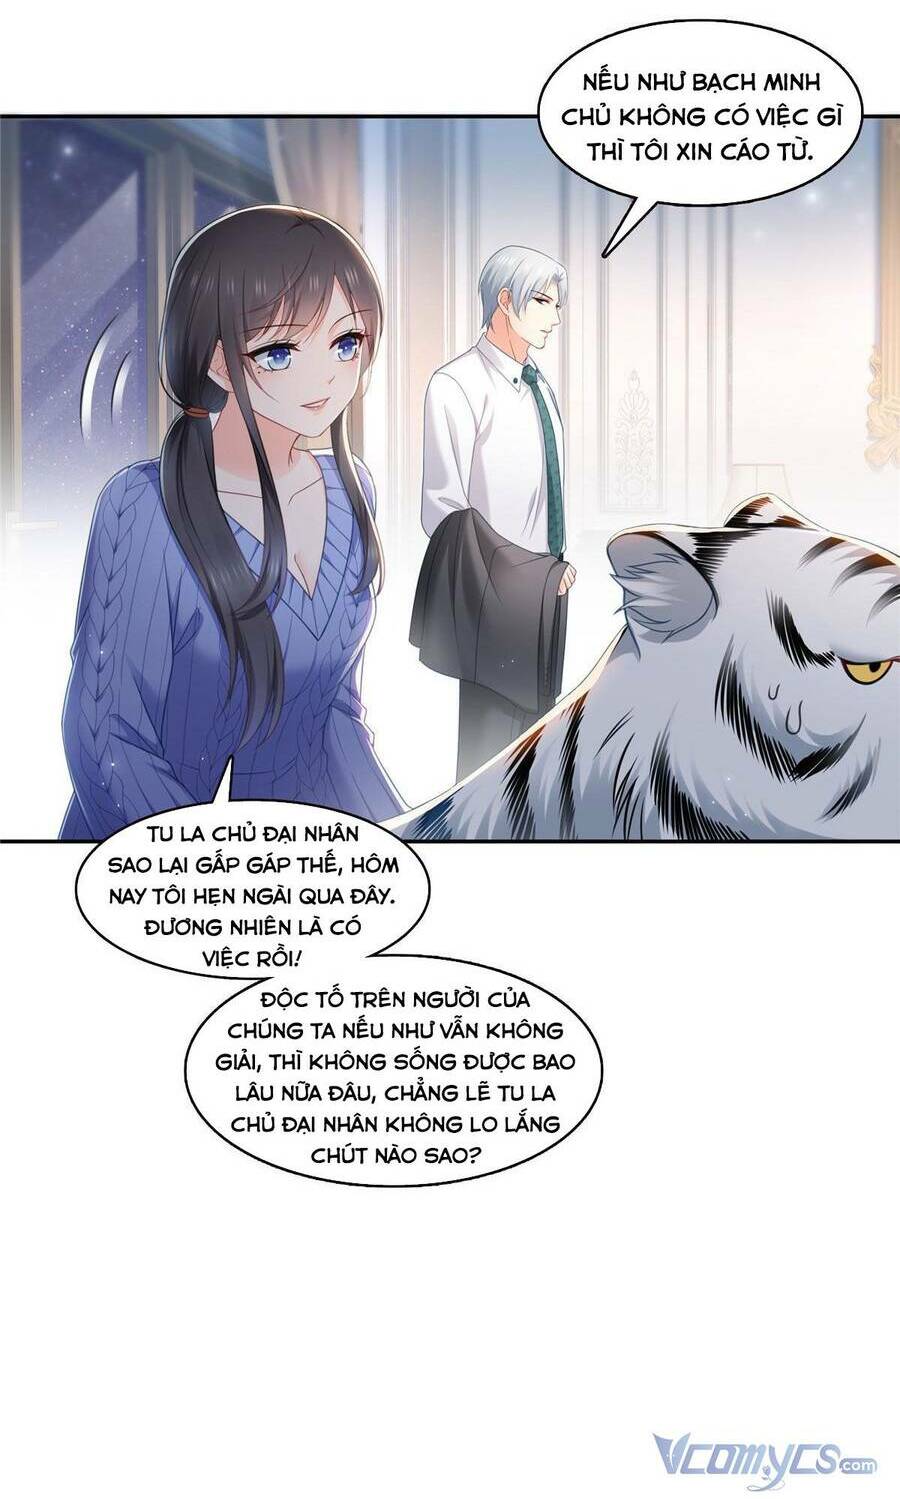 NẾU NHƯ BẠCH MINH
CHỦ KHÔNG CÓ VIỆC GÌ
THÌ TÔI XIN CÁO TỪ.
TU LA CHỦ ĐẠI NHÂN
SAO LẠI GẤP GÁP THẾ, HÔM
NAY TÔI HẸN NGÀI QUA ĐÂY.
ĐƯƠNG NHIÊN LÀ CÓ
VIỆC RỒI!
ĐỘC TỐ TRÊN NGƯỜI CỦA
CHÚNG TA NẾU NHƯ VẪN KHÔNG
GIẢI, THÌ KHÔNG SỐNG ĐƯỢC BAO
LÂU NỮA ĐÂU, CHẲNG LẼ TU LA
CHỦ ĐẠI NHÂN KHÔNG LO LẮNG
CHÚT NÀO SAO?
VCOMYCS.com